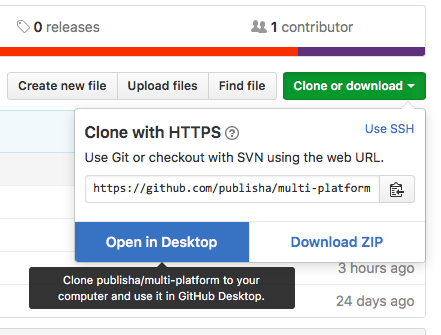 0 releases
1 contributor
Create new file
Upload files
Find file
Clone or download
Clone with HTTPS ?
Use SSH
Use Git or checkout with SVN using the web URL.
https://github.com/publisha/multi-platform
Open in Desktop
Download ZIP
Clone publisha/multi-platform to your
computer and use it in GitHub Desktop.
3 hours ago
24 days ago